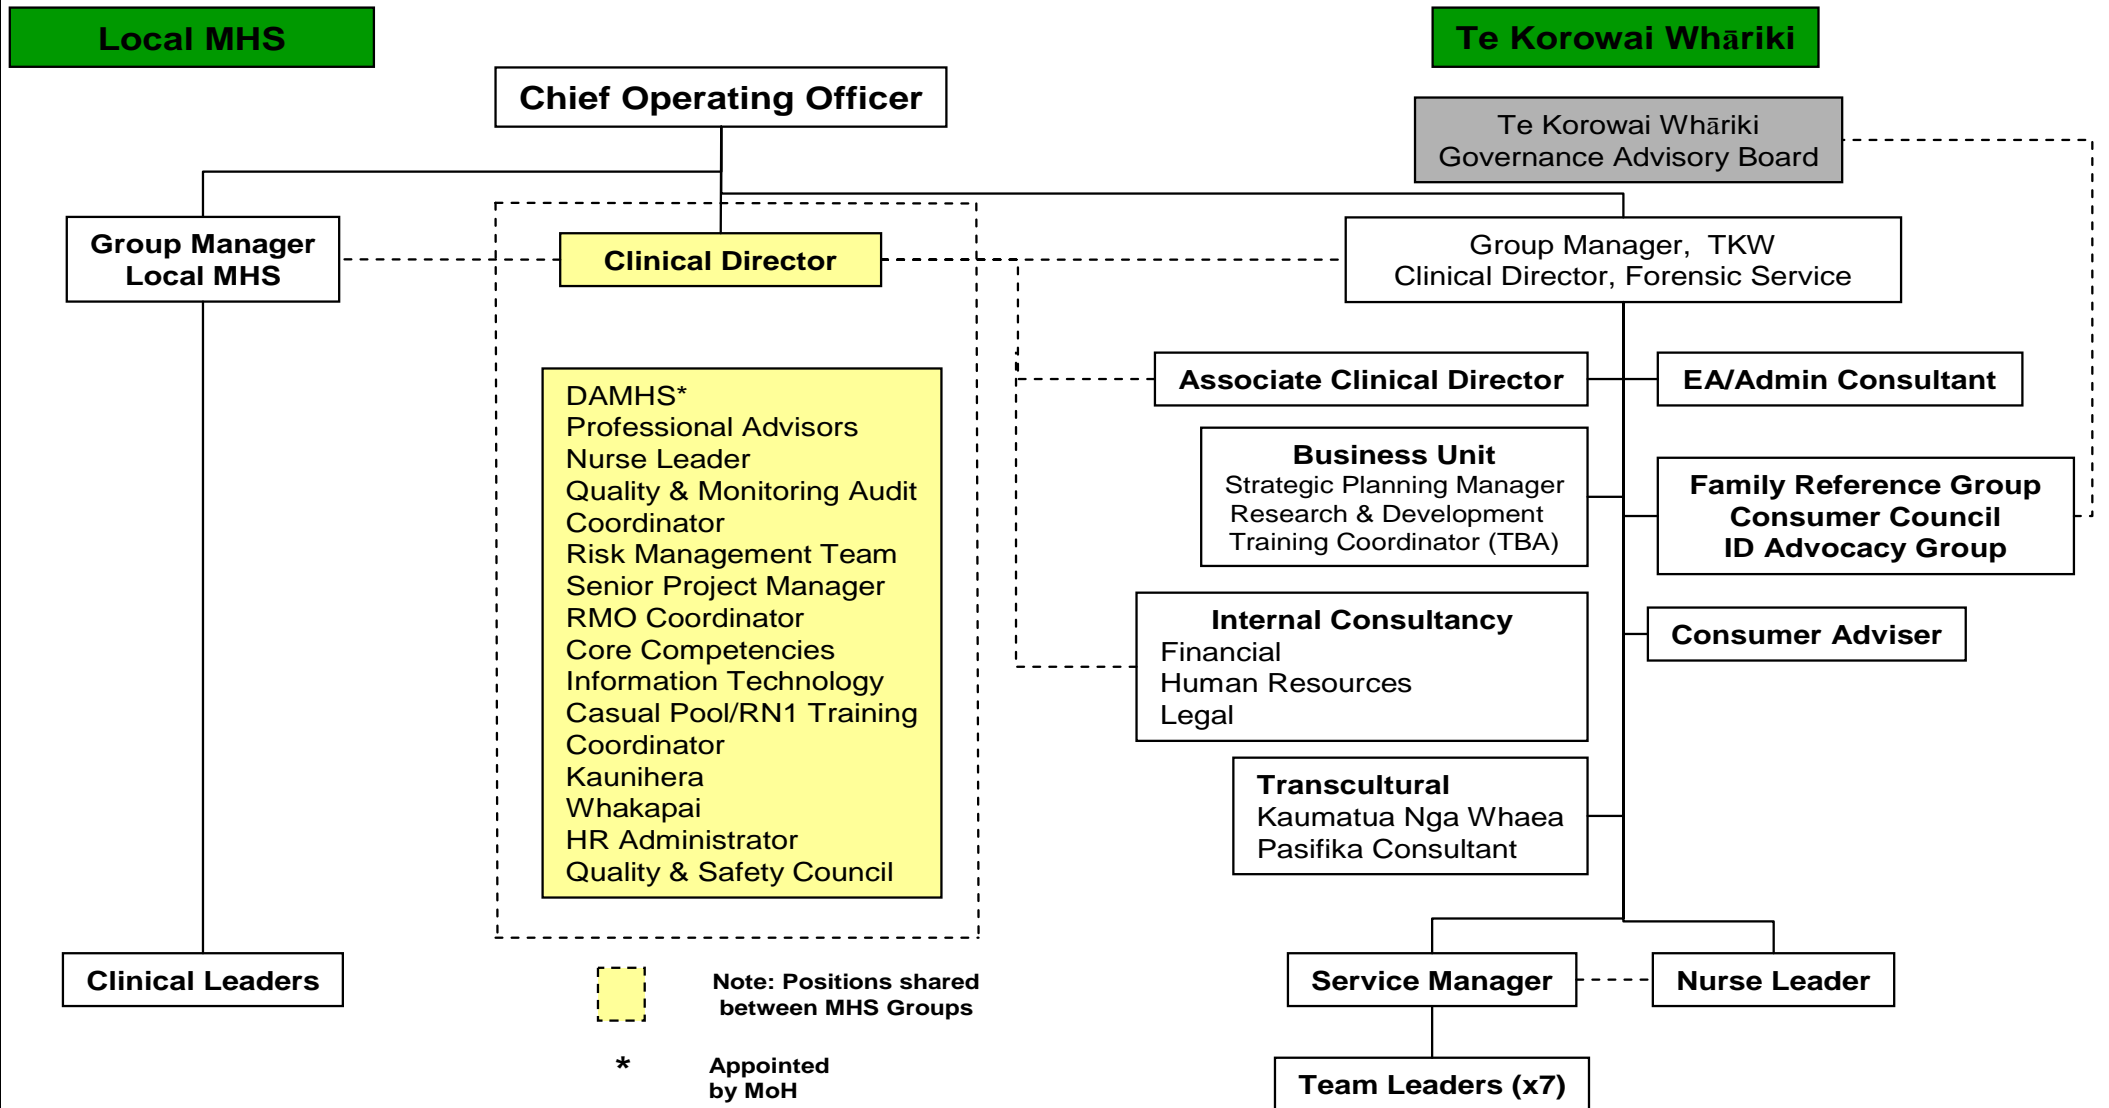 Local MHS
Te Korowai Whāriki
Chief Operating Officer
Te Korowai Whāriki
Governance Advisory Board
Group Manager
Local MHS
Clinical Director
Group Manager,  TKW
Clinical Director, Forensic Service
Associate Clinical Director
EA/Admin Consultant
DAMHS*
Professional Advisors
Nurse Leader
Quality & Monitoring Audit
Coordinator
Risk Management Team
Senior Project Manager
RMO Coordinator
Core Competencies
Information Technology
Casual Pool/RN1 Training
Coordinator
Kaunihera
Whakapai
HR Administrator
Quality & Safety Council
Business Unit
Strategic Planning Manager
Research & Development
Training Coordinator (TBA)
Family Reference Group
Consumer Council
ID Advocacy Group
Internal Consultancy
Financial
Human Resources
Legal
Consumer Adviser
Transcultural
Kaumatua Nga Whaea
Pasifika Consultant
Clinical Leaders
Service Manager
Nurse Leader
Note: Positions shared
between MHS Groups
*
Appointed
by MoH
Team Leaders (x7)